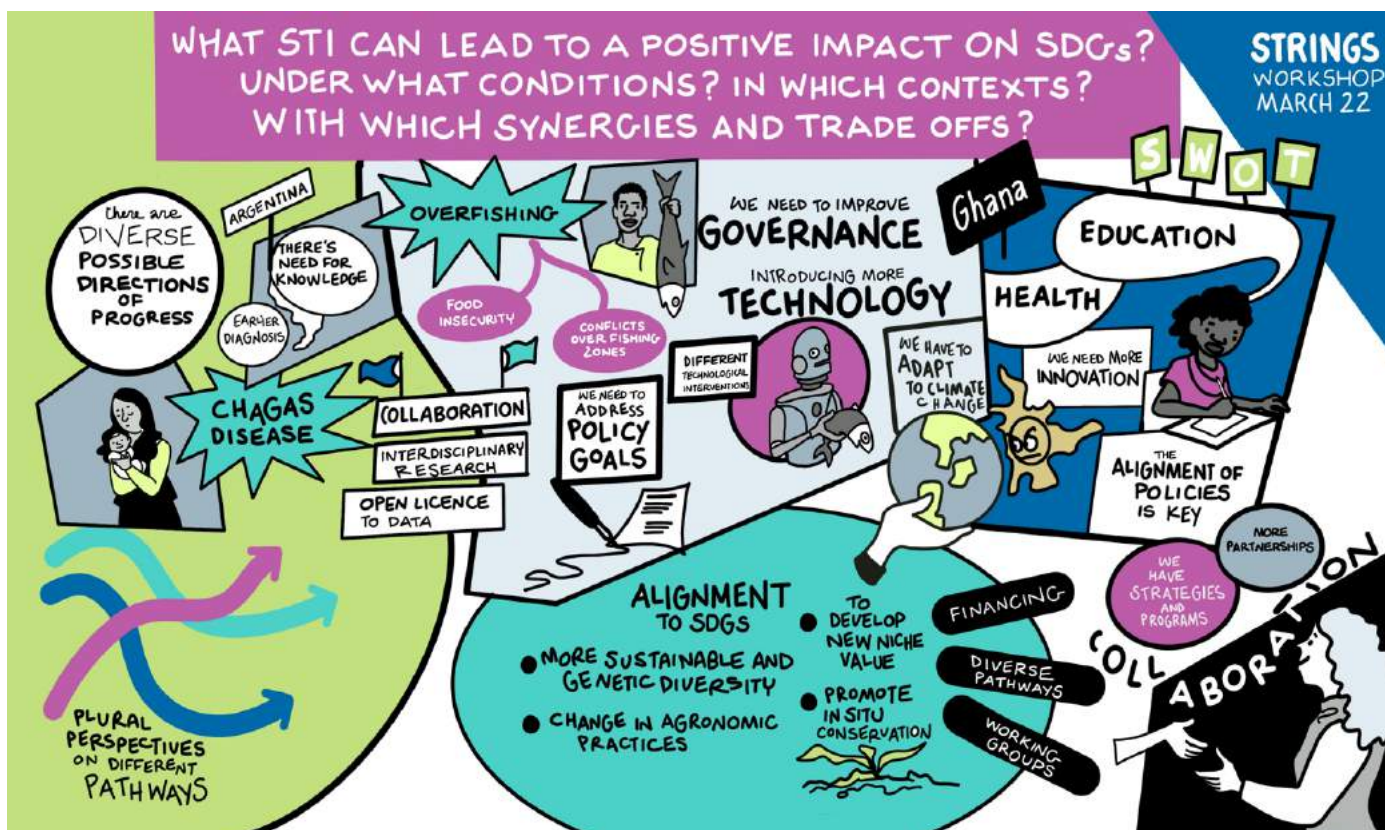 WHAT STI CAN LEAD TO A POSITIVE IMPACT ON SDGs?
UNDER WHAT CONDITIONS? IN WHICH CONTEXTS?
WITH WHICH SYNERGIES AND TRADE OFFS?
STRINGS
WORKSHOP
MARCH 22
there are
DIVERSE
POSSIBLE
DIRECTIONS
OF
PROGRESS
ARGENTINA
THERE'S
NEED FOR
KNOWLEDGE
EARLIER
DIAGNOSIS
CHAGAS
DISEASE
COLLABORATION
INTERDISCIPLINARY
RESEARCH
OPEN LICENCE
TO DATA
PLURAL
PERSPECTIVES
ON DIFFERENT
PATHWAYS
OVERFISHING
FOOD
INSECURITY
CONFLICTS
OVER FISHING
ZONES
WE NEED TO IMPROVE
GOVERNANCE
INTRODUCING MORE
TECHNOLOGY
DIFFERENT
TECHNOLOGICAL
INTERVENTIONS
WE NEED TO
ADDRESS
POLICY
GOALS
WE HAVE TO
ADAPT
TO CLIMATE
CHANGE
Ghana
SWOT
EDUCATION
HEALTH
WE NEED MORE
INNOVATION
THE
ALIGNMENT OF
POLICIES
IS KEY
MORE
PARTNERSHIPS
WE
HAVE
STRATEGIES
AND
PROGRAMS
COLLABORATION
ALIGNMENT
TO SDGS
MORE SUSTAINABLE AND
GENETIC DIVERSITY
CHANGE IN AGRONOMIC
PRACTICES
TO
DEVELOP
NEW NICHE
VALUE
PROMOTE
IN SITU
CONSERVATION
FINANCING
DIVERSE
PATHWAYS
WORKING
GROUPS